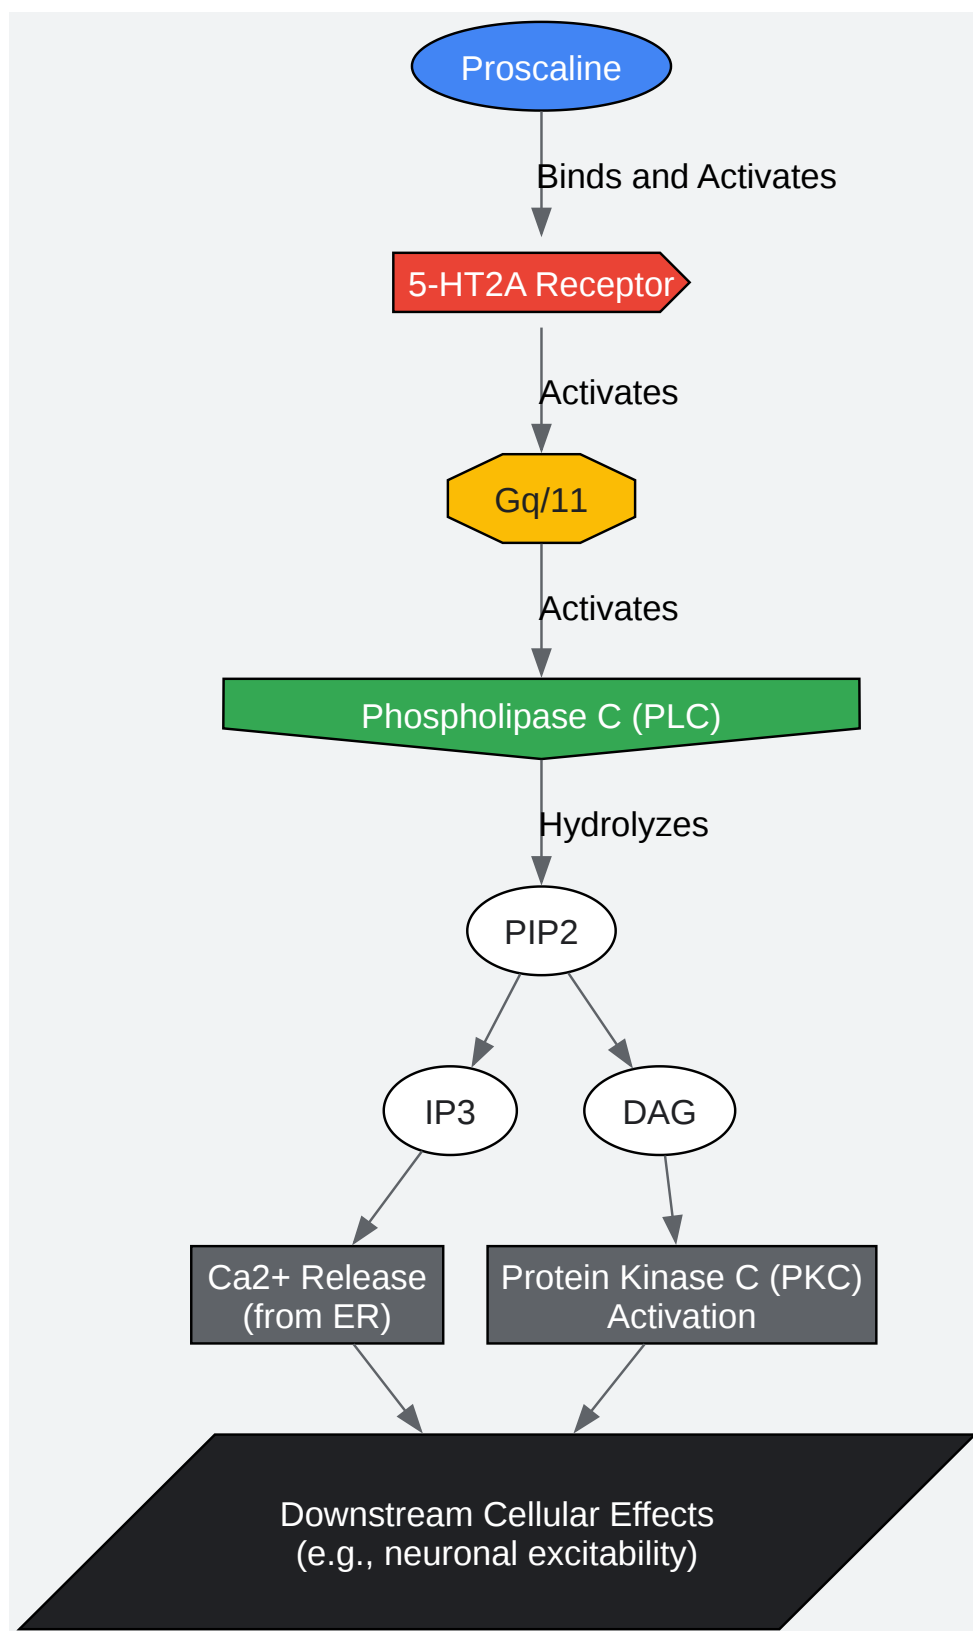 Proscaline
Binds and Activates
5-HT2A Receptor
Activates
Gq/11
Activates
Phospholipase C (PLC)
Hydrolyzes
PIP2
IP3
DAG
Ca2+ Release
(from ER)
Protein Kinase C (PKC)
Activation
Downstream Cellular Effects
(e.g., neuronal excitability)